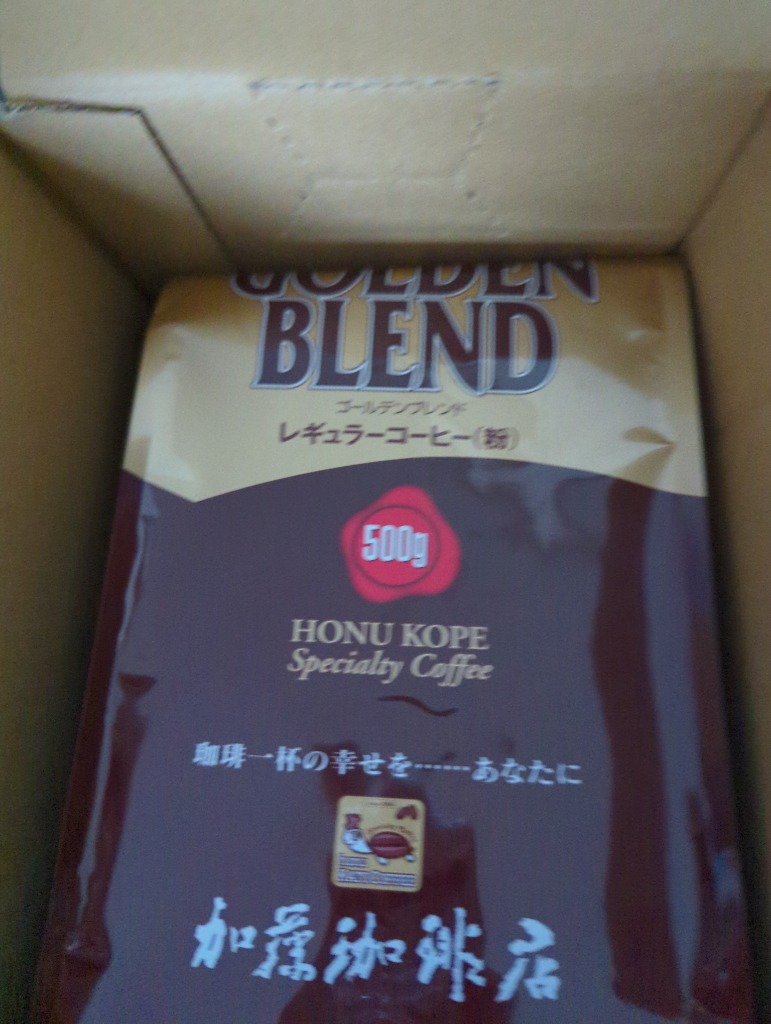 GOLDEN
BLEND
ゴールデンブレンド
レギュラーコーヒー(粉)
500g
HONU KOPE
Specialty Coffee
珈琲一杯の幸せを……あなたに
加藤珈琲店